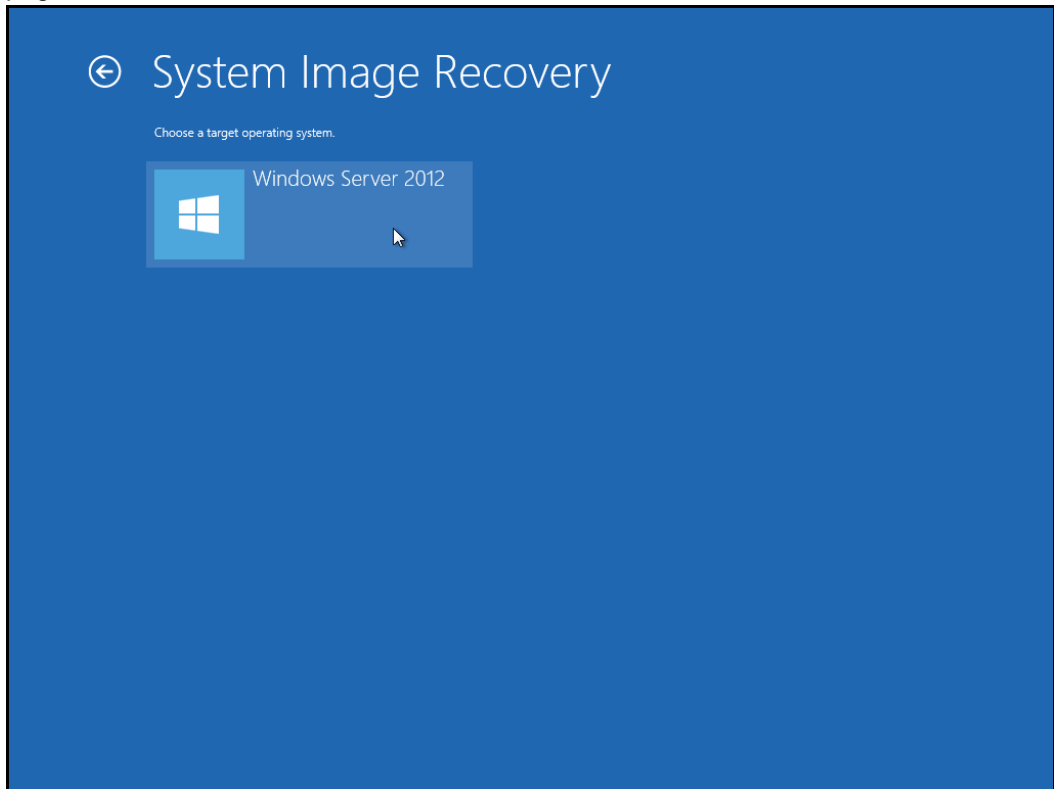 System Image Recovery
Choose a target operating system.
Windows Server 2012